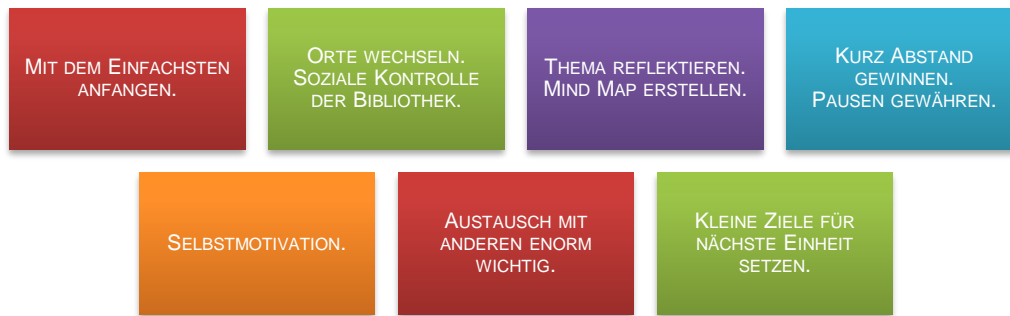 Mit dem Einfachsten
anfangen.
Orte wechseln.
Soziale Kontrolle
der Bibliothek.
Thema reflektieren.
Mind Map erstellen.
Kurz Abstand
gewinnen.
Pausen gewähren.
Selbstmotivation.
Austausch mit
anderen enorm
wichtig.
Kleine Ziele für
nächste Einheit
setzen.